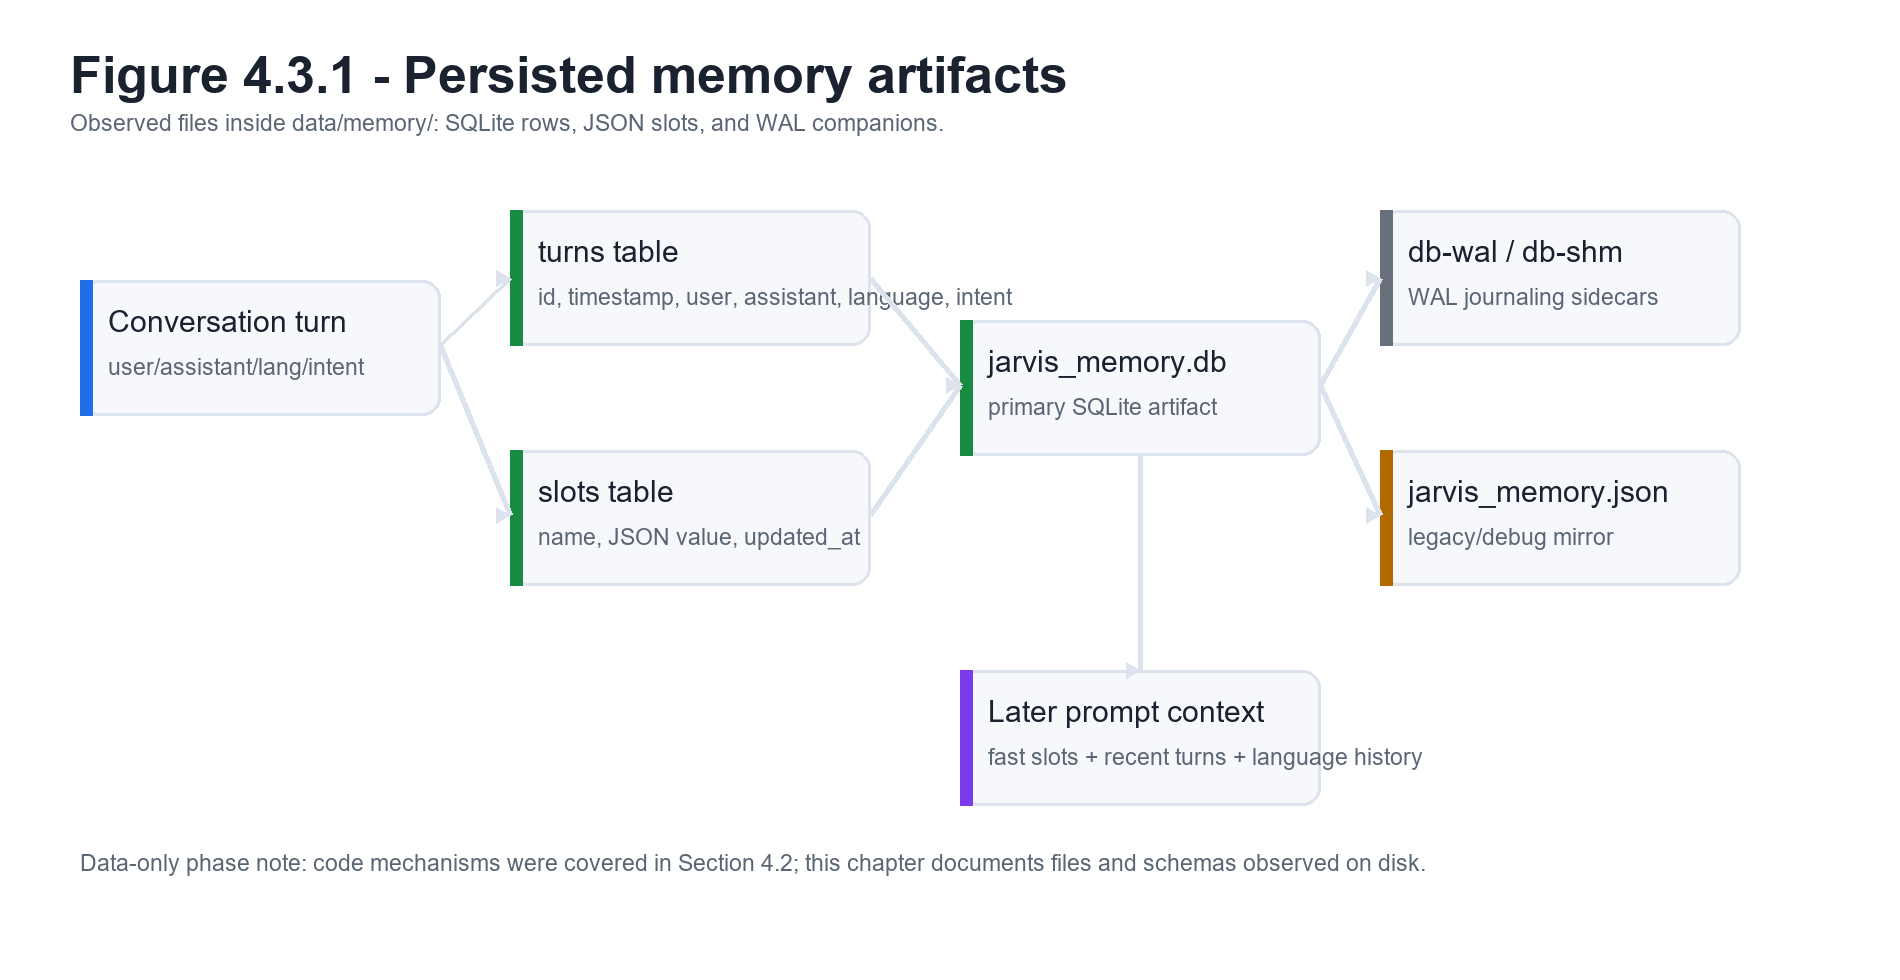 Figure 4.3.1 - Persisted memory artifacts
Observed files inside data/memory/: SQLite rows, JSON slots, and WAL companions.
Conversation turn
user/assistant/lang/intent
turns table
id, timestamp, user, assistant, language, intent
slots table
name, JSON value, updated_at
jarvis_memory.db
primary SQLite artifact
db-wal / db-shm
WAL journaling sidecars
jarvis_memory.json
legacy/debug mirror
Later prompt context
fast slots + recent turns + language history
Data-only phase note: code mechanisms were covered in Section 4.2; this chapter documents files and schemas observed on disk.